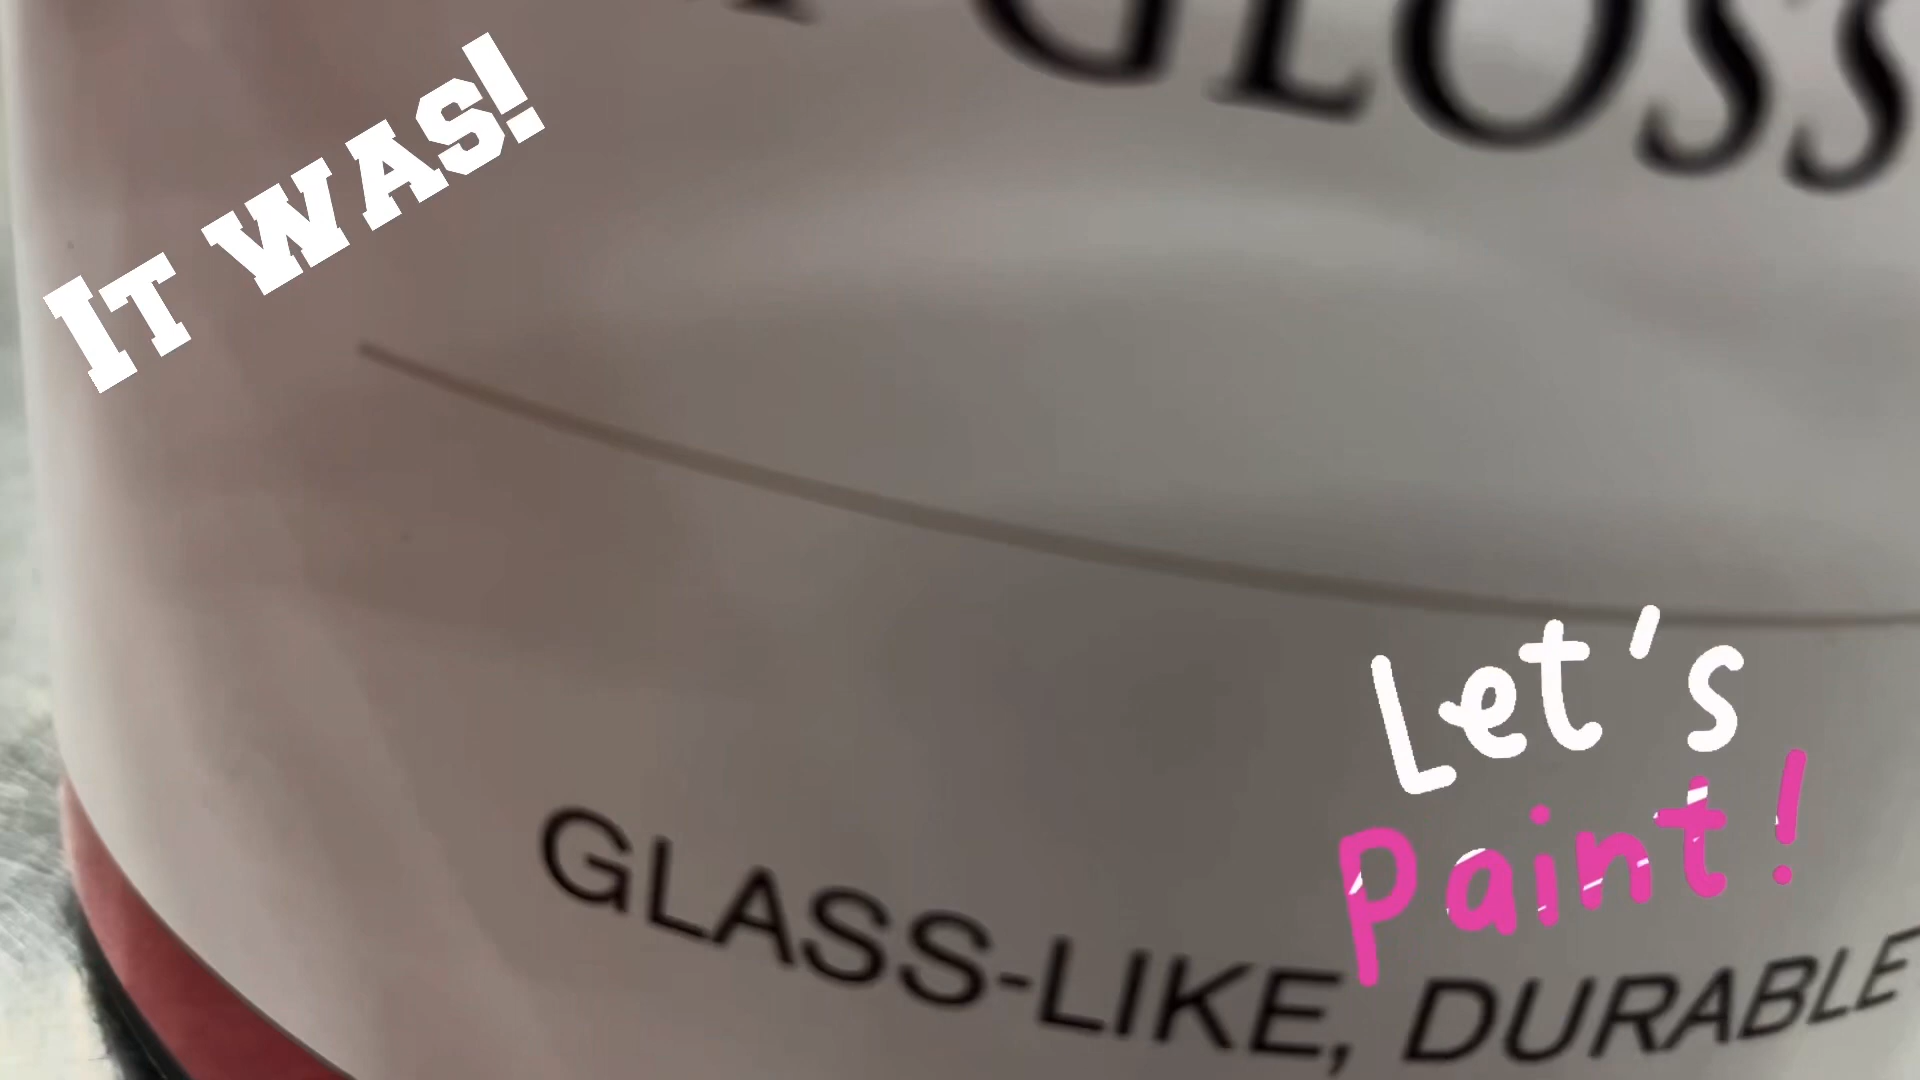 GLOSS
It was!
Let's
paint!
GLASS-LIKE, DURABLE